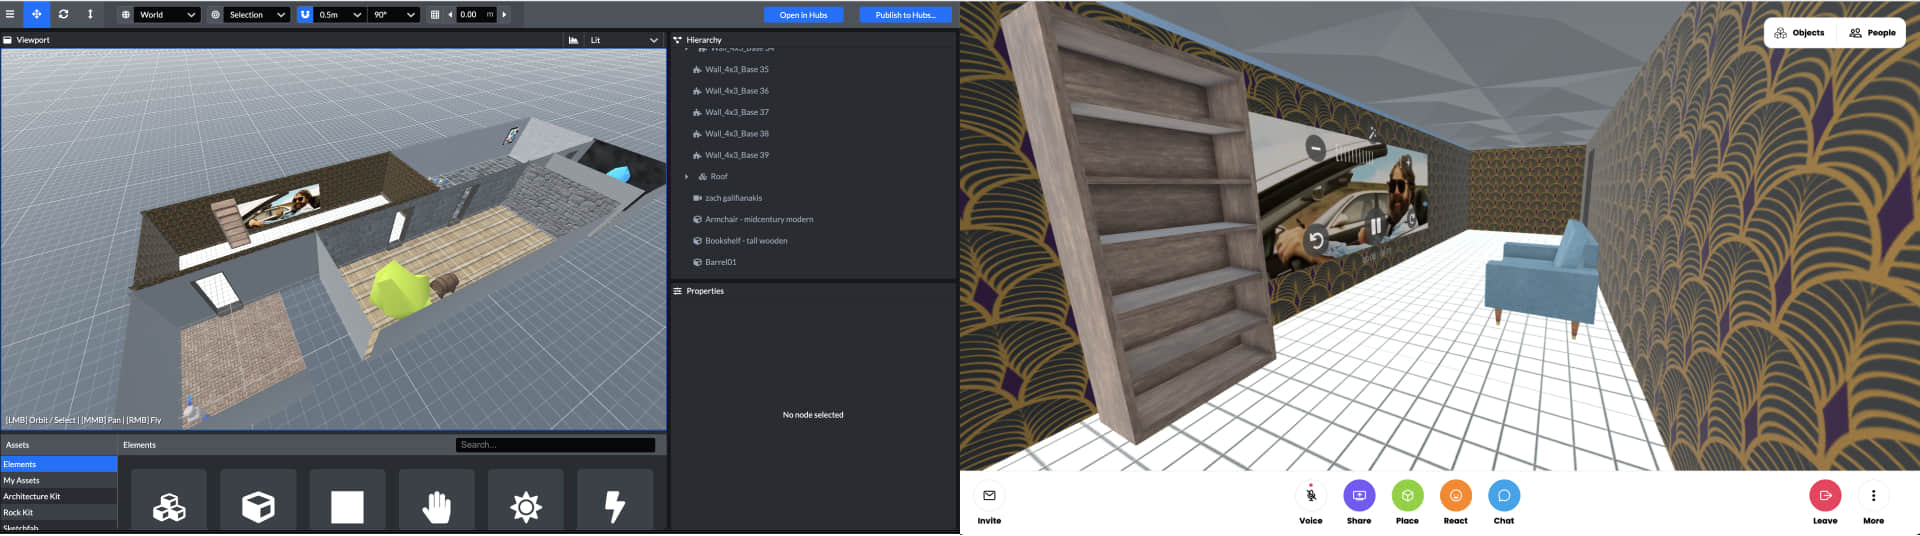 World
Selection
0.5m
90°
0.00 m
Open in Hubs
Publish to Hubs...
Viewport
Lit
Hierarchy
Wall_4x3_Base 34
Wall_4x3_Base 35
Wall_4x3_Base 36
Wall_4x3_Base 37
Wall_4x3_Base 38
Wall_4x3_Base 39
Roof
zach galifianakis
Armchair - midcentury modern
Bookshelf - tall wooden
Barrel01
Properties
No node selected
[LMB] Orbit / Select | [MMB] Pan | [RMB] Fly
Assets
Elements
My Assets
Architecture Kit
Rock Kit
Sketchfab
Elements
Search...
Objects
People
Invite
Voice
Share
Place
React
Chat
Leave
More